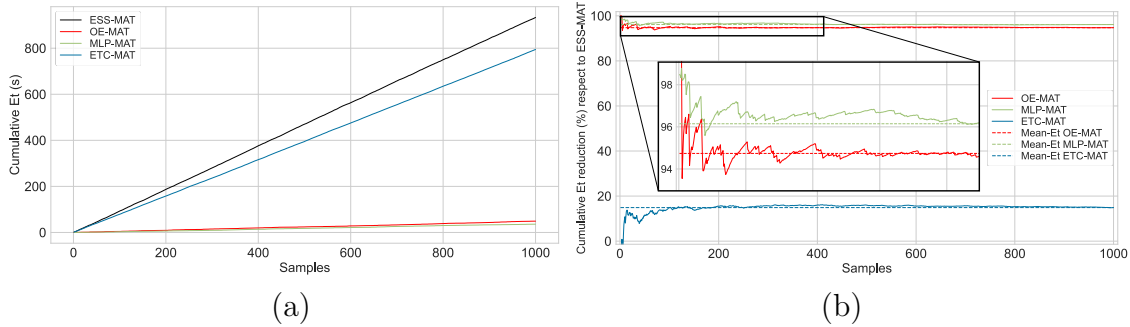 ESS-MAT
OE-MAT
MLP-MAT
ETC-MAT
Cumulative Et (s)
800
600
400
200
0
0 200 400 600 800 1000
Samples
(a)
Cumulative Et reduction (%) respect to ESS-MAT
100
80
60
40
20
0
98
96
94
OE-MAT
MLP-MAT
ETC-MAT
Mean-Et OE-MAT
Mean-Et MLP-MAT
Mean-Et ETC-MAT
0 200 400 600 800 1000
Samples
(b)